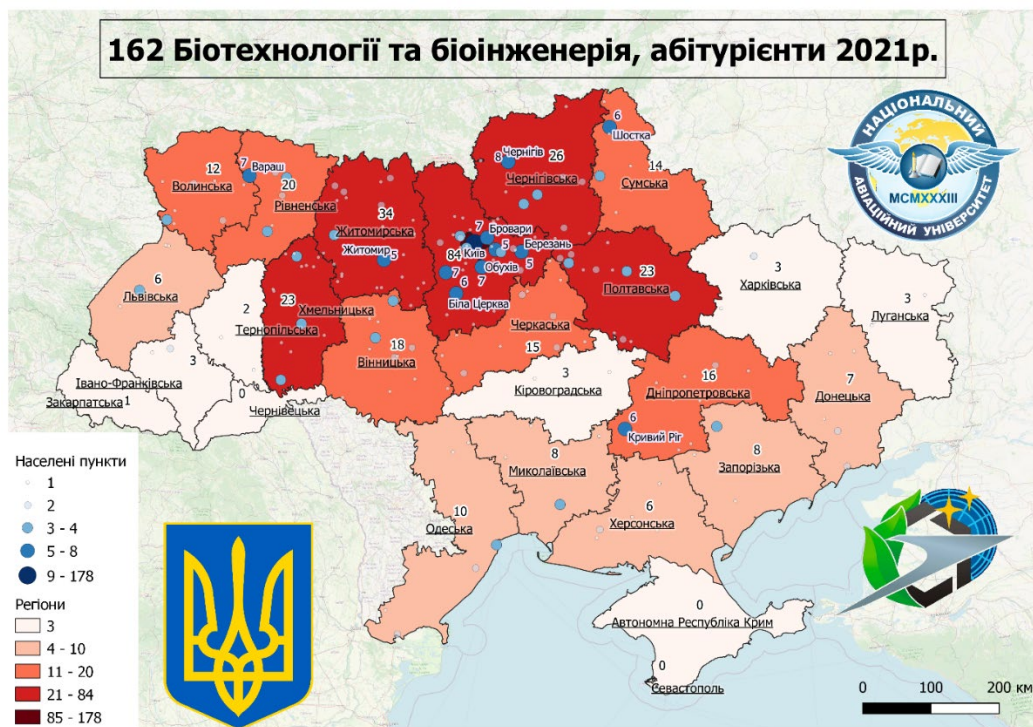 162 Біотехнології та біоінженерія, абітурієнти 2021р.
НАЦІОНАЛЬНИЙ
АВІАЦІЙНИЙ УНІВЕРСИТЕТ
MCMXXXIII
6
Шостка
14
Сумська
8
Чернігів
26
Чернігівська
12
Волинська
7
Вараш
20
Рівненська
34
Житомирська
Житомир
5
7
Бровари
84
Київ
5
Березань
5
7
Обухів
7
6
Біла Церква
23
Полтавська
3
Харківська
3
Луганська
6
Львівська
2
Тернопільська
23
Хмельницька
18
Вінницька
Черкаська
15
3
Івано-Франківська
Закарпатська
1
0
Чернівецька
3
Кіровоградська
16
Дніпропетровська
6
Кривий Ріг
7
Донецька
8
Миколаївська
8
Запорізька
10
Одеська
6
Херсонська
0
Автономна Республіка Крим
0
Севастополь
Населені пункти
1
2
3 - 4
5 - 8
9 - 178
Регіони
3
4 - 10
11 - 20
21 - 84
85 - 178
0 100 200 км